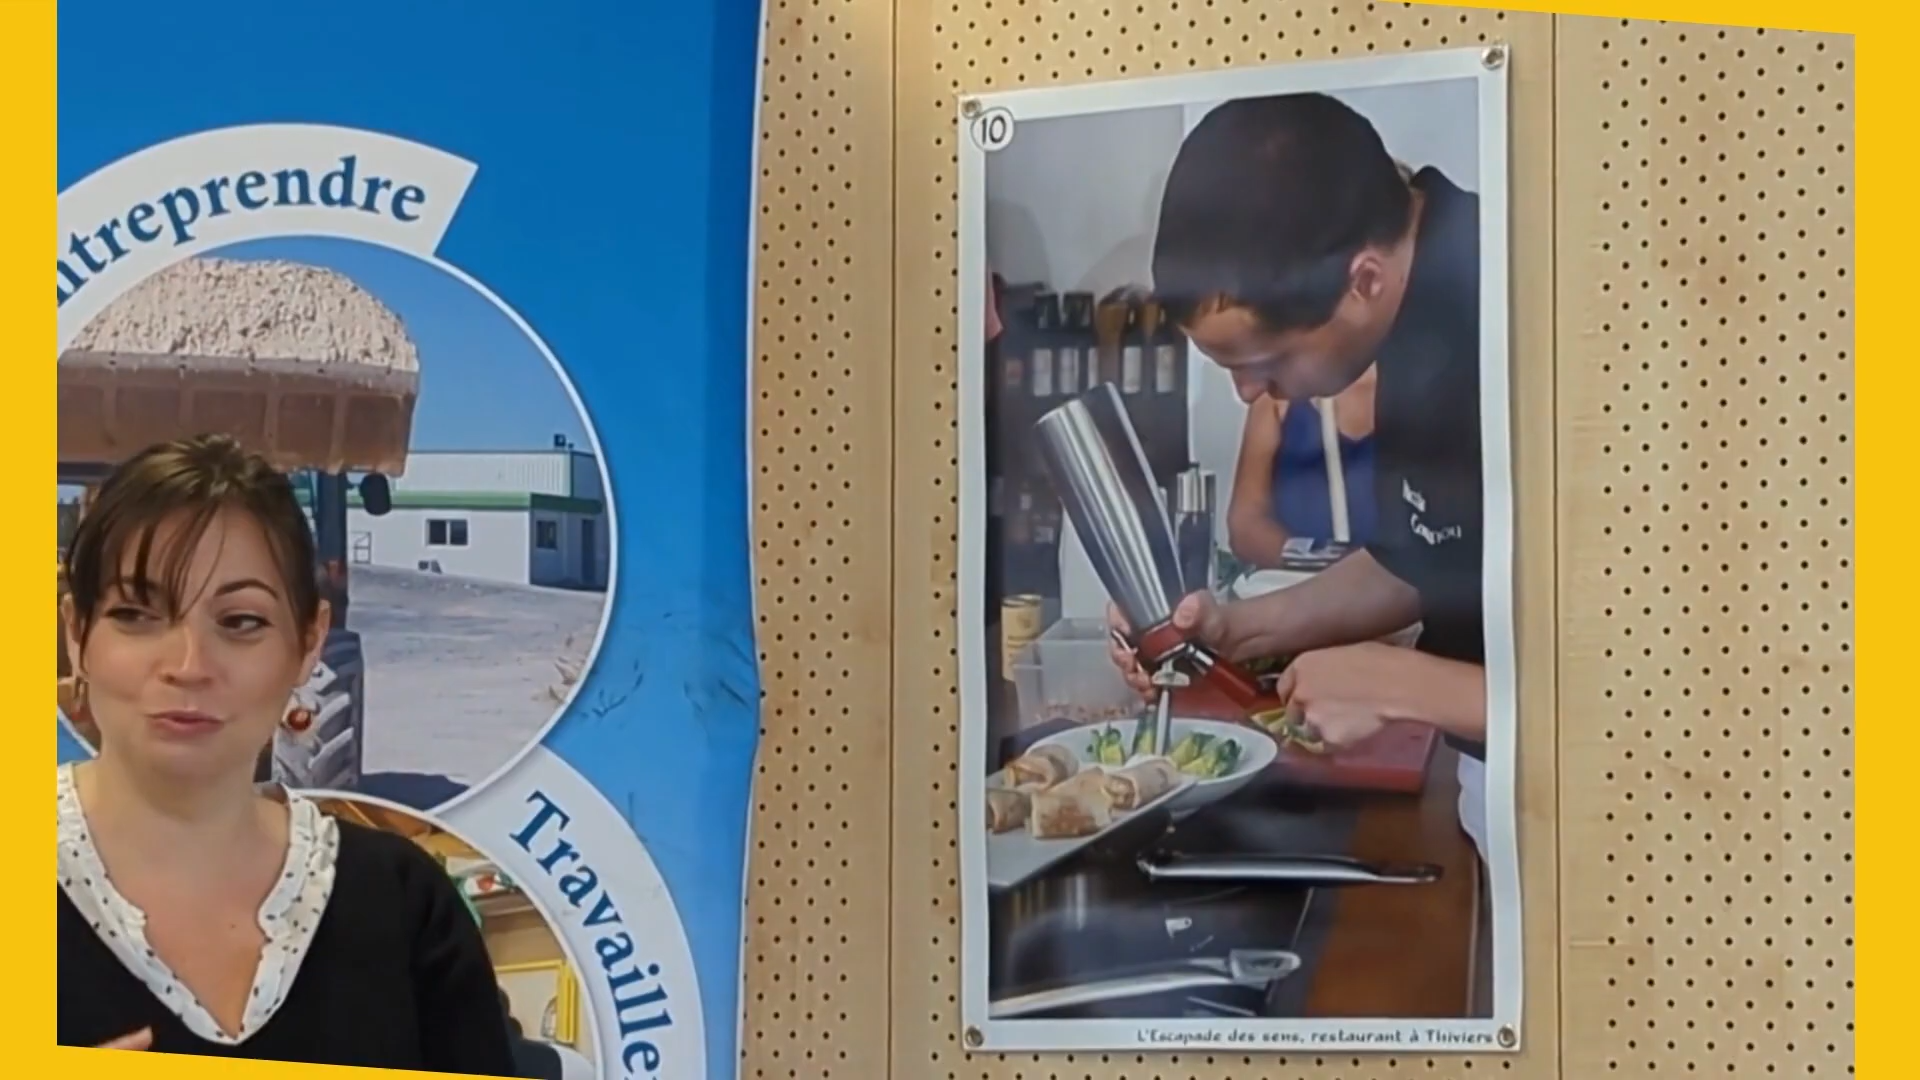 ntreprendre
Travaille
10
L'Escapade des sens, restaurant à Thiviers